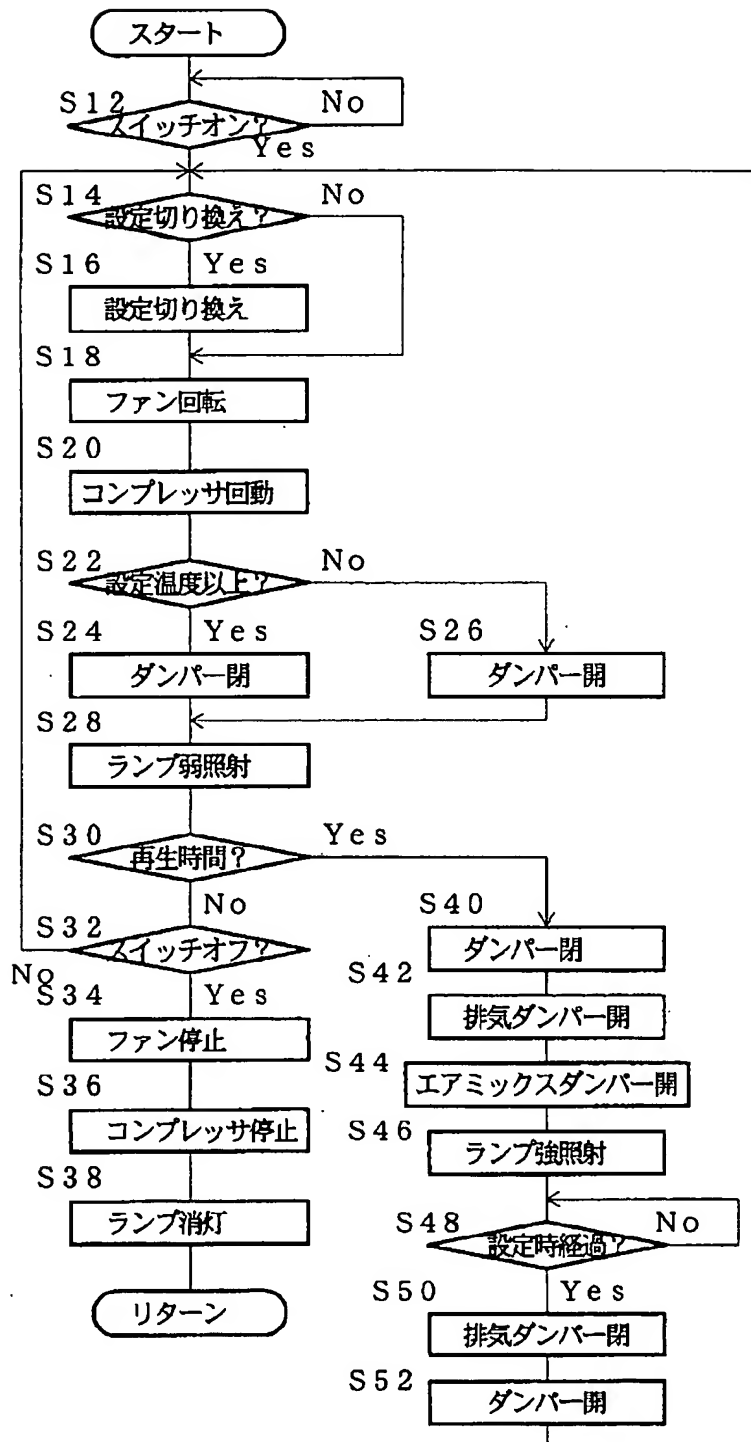 スタート
S12
No
スイッチオン?
Yes
S14
No
設定切り換え?
S16
Yes
設定切り換え
S18
ファン回転
S20
コンプレッサ回動
S22
No
設定温度以上?
S24
Yes
S26
ダンパー閉
ダンパー開
S28
ランプ弱照射
S30
Yes
再生時間?
No
S32
S40
スイッチオフ?
ダンパー閉
No
S34
Yes
S42
ファン停止
排気ダンパー開
S36
S44
エアミックスダンパー開
コンプレッサ停止
S46
ランプ強照射
S38
ランプ消灯
S48
No
設定時経過?
リターン
S50
Yes
排気ダンパー閉
S52
ダンパー開